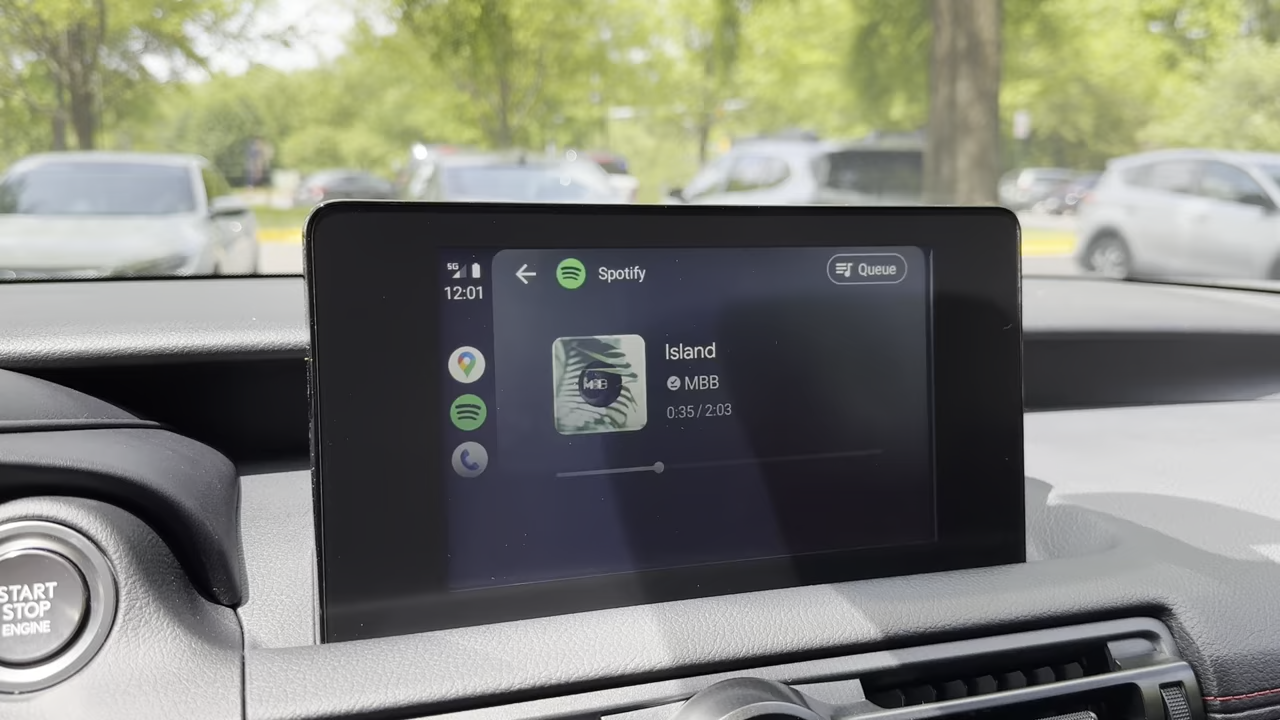 5G
12:01
Spotify
Queue
Island
MBB
0:35 / 2:03
MBB
START
STOP
ENGINE